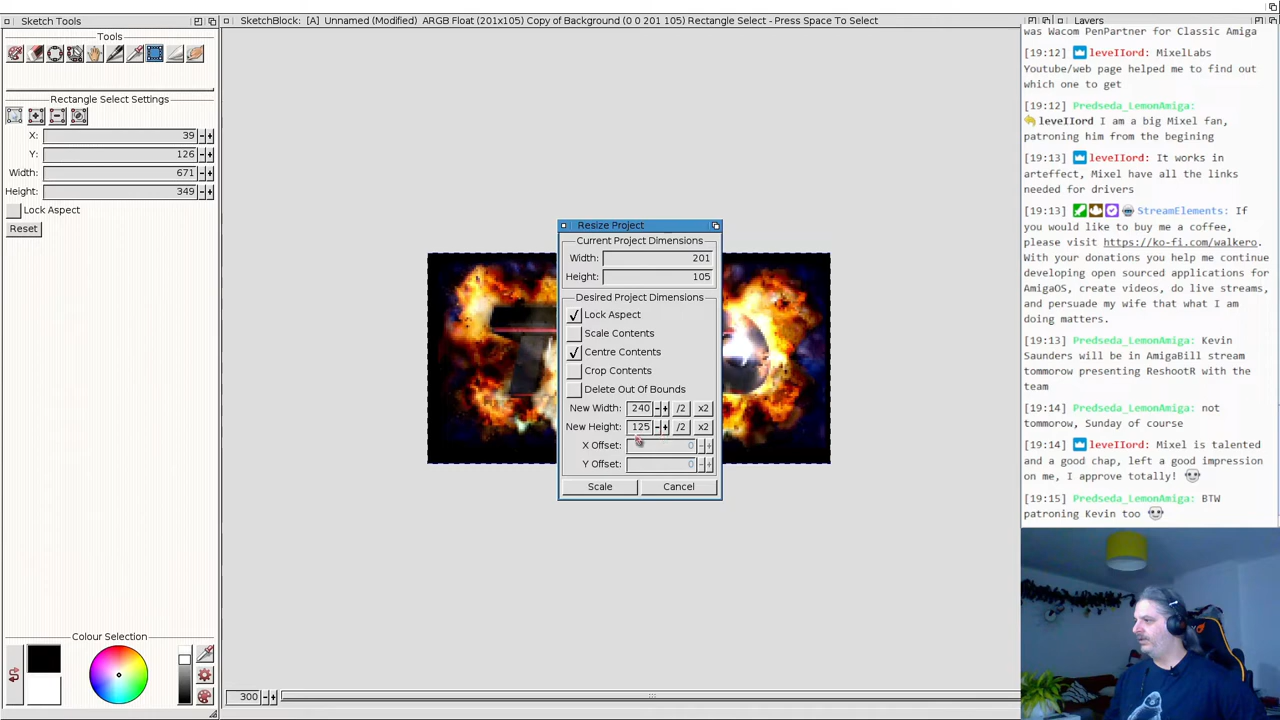 Sketch Tools
SketchBlock: [A] Unnamed (Modified) ARGB Float (201x105) Copy of Background (0 0 201 105) Rectangle Select - Press Space To Select
Layers
Tools
Rectangle Select Settings
X: 39
Y: 126
Width: 671
Height: 349
Lock Aspect
Reset
Colour Selection
Resize Project
Current Project Dimensions
Width: 201
Height: 105
Desired Project Dimensions
Lock Aspect
Scale Contents
Centre Contents
Crop Contents
Delete Out Of Bounds
New Width: 240 - + /2 x2
New Height: 125 - + /2 x2
X Offset: 0 - +
Y Offset: 0 - +
Scale Cancel
300 - +
was Wacom PenPartner for Classic Amiga
[19:12] leveIIord: MixelLabs
Youtube/web page helped me to find out
which one to get
[19:12] Predseda_LemonAmiga:
leveIIord I am a big Mixel fan,
patroning him from the begining
[19:13] leveIIord: It works in
arteffect, Mixel have all the links
needed for drivers
[19:13] StreamElements: If
you would like to buy me a coffee,
please visit https://ko-fi.com/walkero.
With your donations you help me continue
developing open sourced applications for
AmigaOS, create videos, do live streams,
and persuade my wife that what I am
doing matters.
[19:13] Predseda_LemonAmiga: Kevin
Saunders will be in AmigaBill stream
tommorow presenting ReshootR with the
team
[19:14] Predseda_LemonAmiga: not
tommorow, Sunday of course
[19:14] leveIIord: Mixel is talented
and a good chap, left a good impression
on me, I approve totally!
[19:15] Predseda_LemonAmiga: BTW
patroning Kevin too